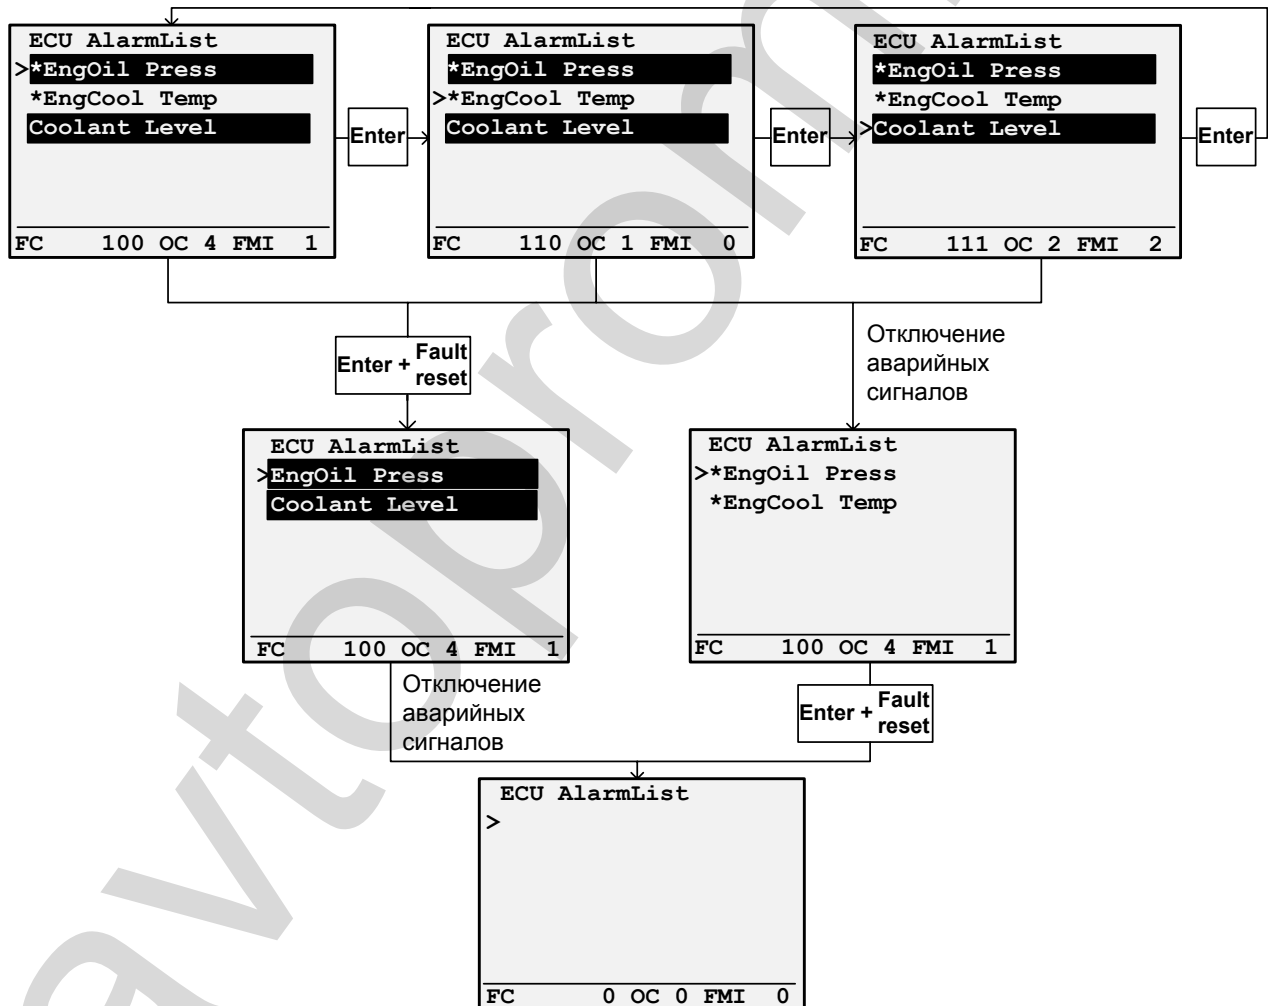 ECU AlarmList
>*EngOil Press
*EngCool Temp
Coolant Level
FC 100 OC 4 FMI 1
Enter
ECU AlarmList
*EngOil Press
>*EngCool Temp
Coolant Level
FC 110 OC 1 FMI 0
Enter
ECU AlarmList
*EngOil Press
*EngCool Temp
>Coolant Level
FC 111 OC 2 FMI 2
Enter
Enter + Fault reset
Отключение
аварийных
сигналов
ECU AlarmList
>EngOil Press
Coolant Level
FC 100 OC 4 FMI 1
ECU AlarmList
>*EngOil Press
*EngCool Temp
FC 100 OC 4 FMI 1
Отключение
аварийных
сигналов
Enter + Fault reset
ECU AlarmList
>
FC 0 OC 0 FMI 0
avtoprom